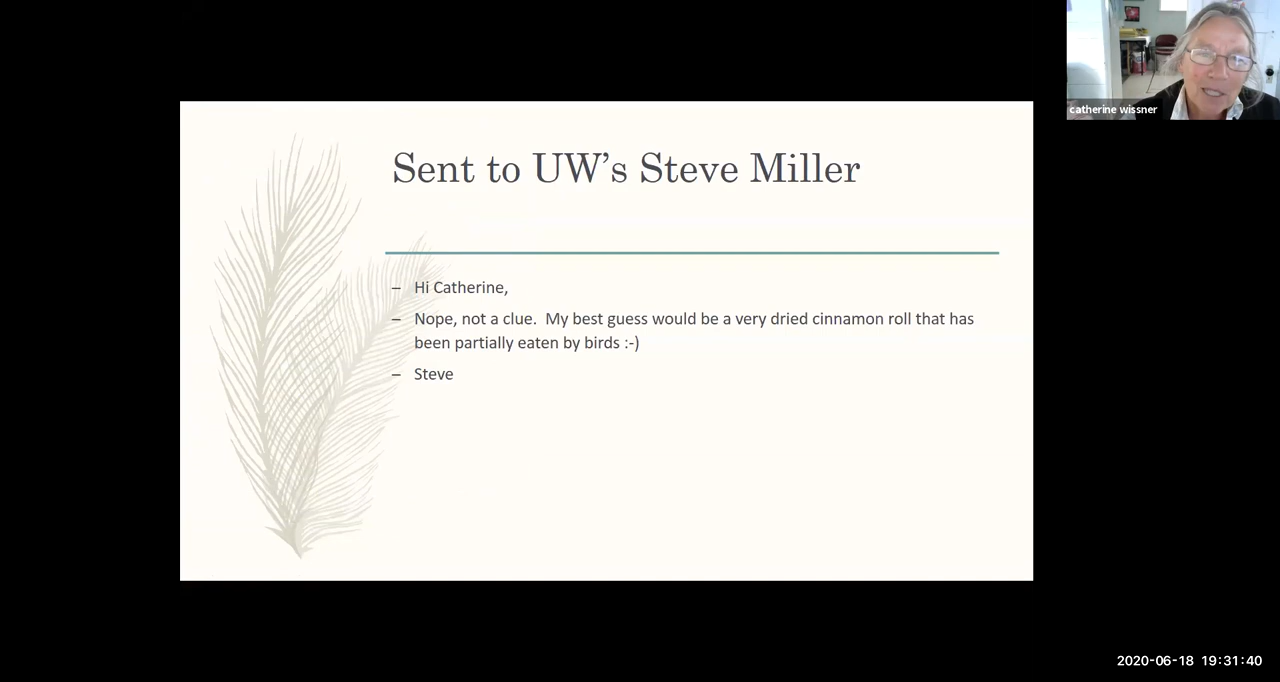 catherine wissner
Sent to UW’s Steve Miller
– Hi Catherine,
– Nope, not a clue.  My best guess would be a very dried cinnamon roll that has
been partially eaten by birds :-)
– Steve
2020-06-18 19:31:40